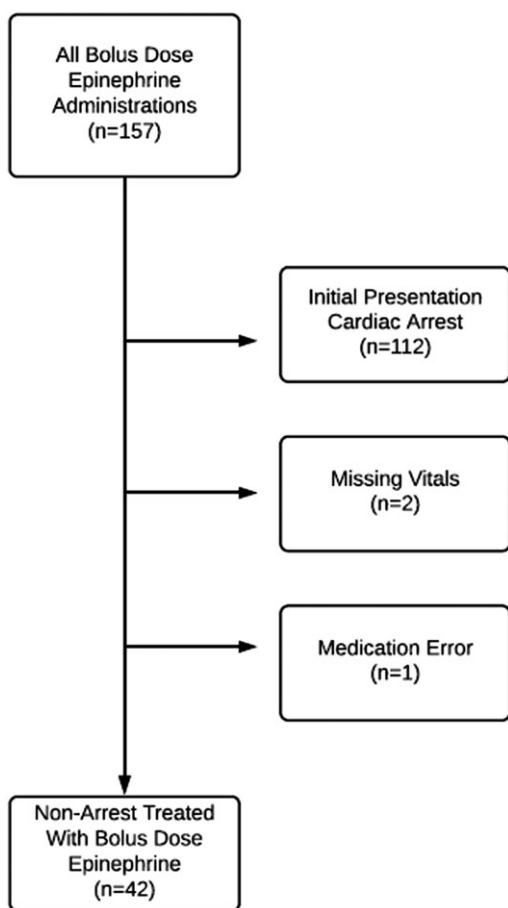 All Bolus Dose
Epinephrine
Administrations
(n=157)
Initial Presentation
Cardiac Arrest
(n=112)
Missing Vitals
(n=2)
Medication Error
(n=1)
Non-Arrest Treated
With Bolus Dose
Epinephrine
(n=42)